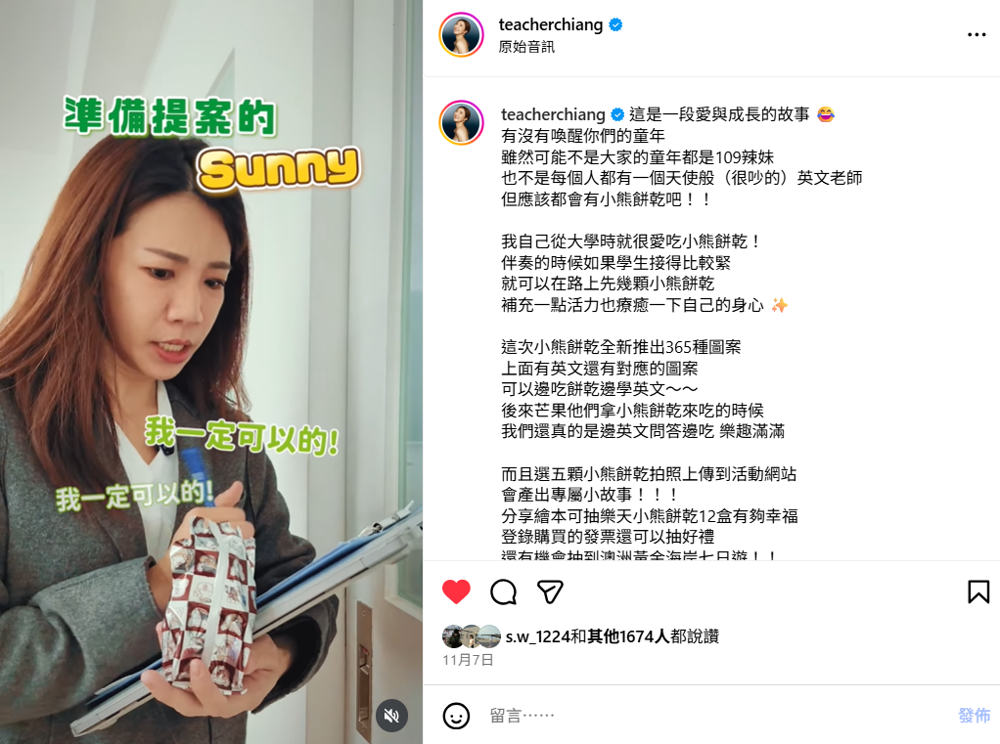 準備提案的
Sunny
我一定可以的!
我一定可以的!
teacherchiang
原始音訊
teacherchiang 這是一段愛與成長的故事 😂
有沒有喚醒你們的童年
雖然可能不是大家的童年都是109辣妹
也不是每個人都有一個天使般（很吵的）英文老師
但應該都會有小熊餅乾吧！！
我自己從大學時就很愛吃小熊餅乾！
伴奏的時候如果學生接得比較緊
就可以在路上先幾顆小熊餅乾
補充一點活力也療癒一下自己的身心 ✨
這次小熊餅乾全新推出365種圖案
上面有英文還有對應的圖案
可以邊吃餅乾邊學英文～～
後來芒果他們拿小熊餅乾來吃的時候
我們還真的是邊英文問答邊吃 樂趣滿滿
而且選五顆小熊餅乾拍照上傳到活動網站
會產出專屬小故事！！！
分享繪本可抽樂天小熊餅乾12盒有夠幸福
登錄購買的發票還可以抽好禮
還有機會抽到澳洲黃金海岸七日遊！！
s.w_1224和其他1674人都說讚
11月7日
留言……
發佈